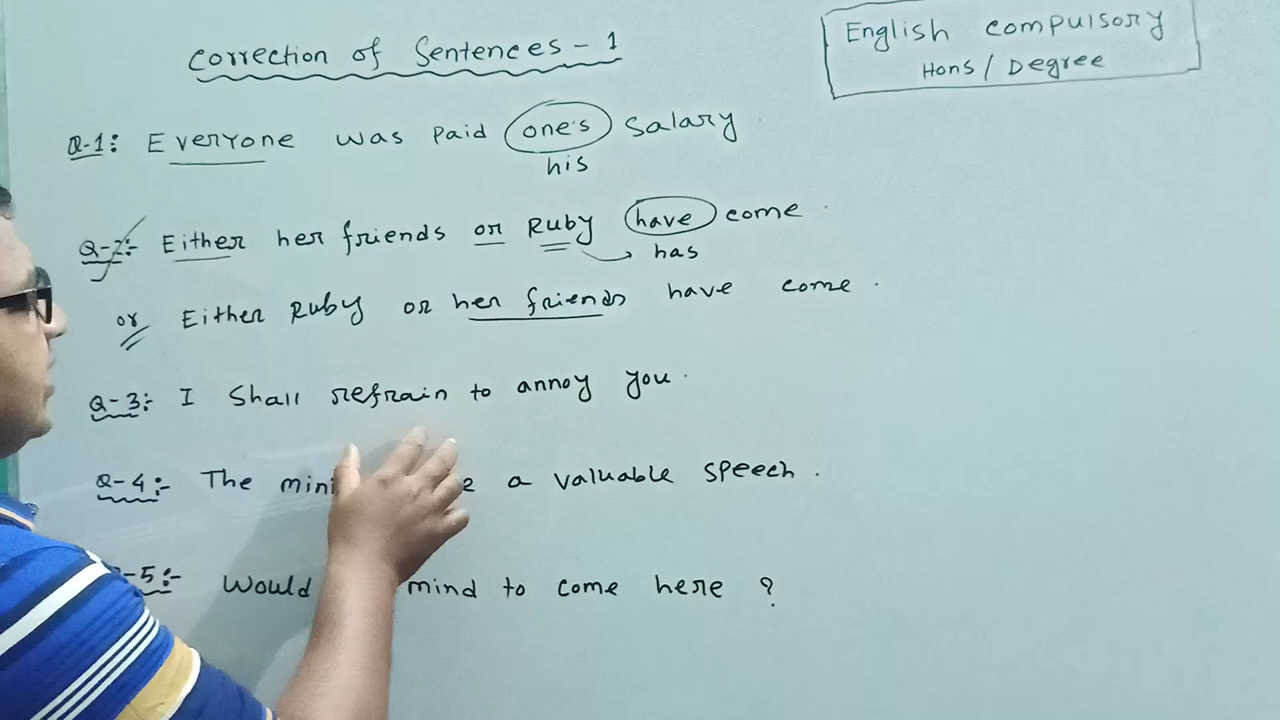 Correction of Sentences - 1
English compulsory
Hons / Degree
Q-1: Everyone was paid one's salary
his
Q-2:- Either her friends or Ruby have come .
has
or Either Ruby or her friends have come .
Q-3:- I shall refrain to annoy you .
Q-4:- The a valuable speech .
-5:- Would mind to come here ?